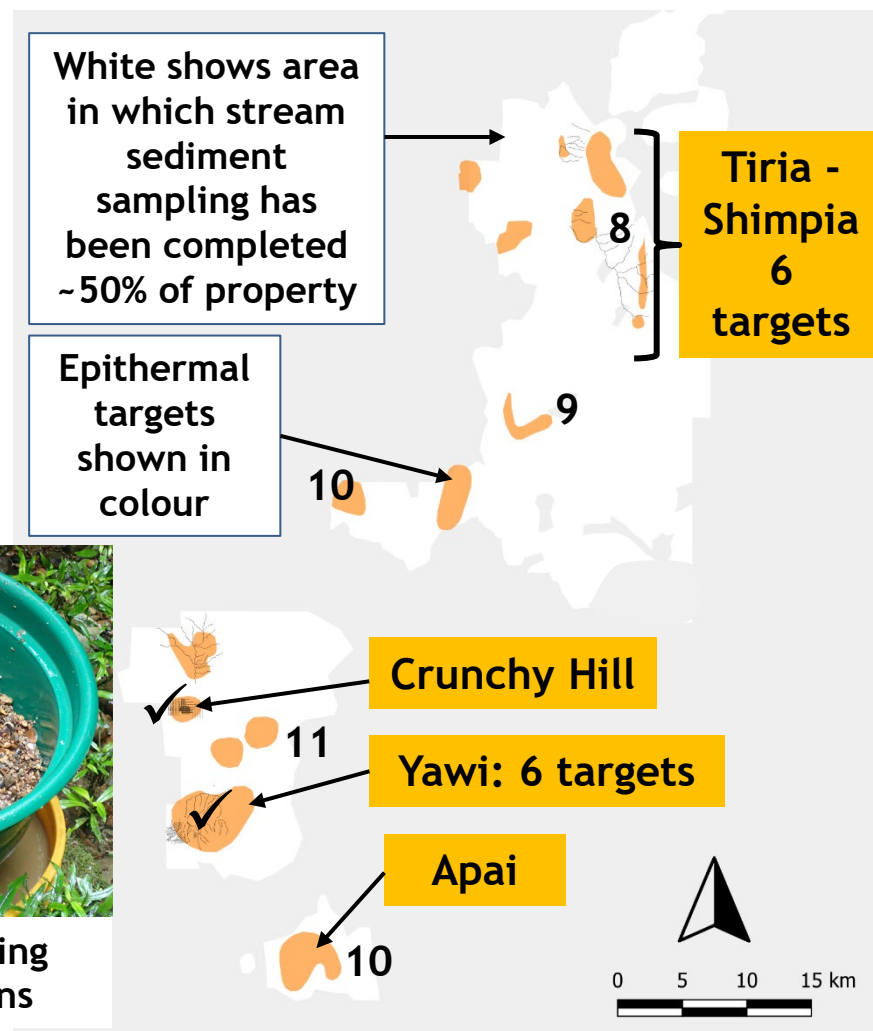 White shows area
in which stream
sediment
sampling has
been completed
~50% of property
Tiria -
Shimpia
6
targets
8
Epithermal
targets
shown in
colour
9
10
Crunchy Hill
11
Yawi: 6 targets
Apai
10
0 5 10 15 km